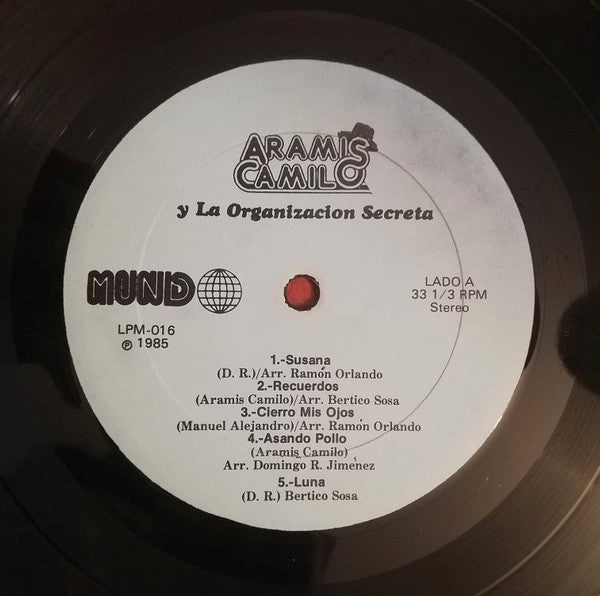 ARAMIS
CAMILO
y La Organizacion Secreta
MUNDO
LADO A
33 1/3 RPM
Stereo
LPM-016
℗ 1985
1.-Susana
(D. R.)/Arr. Ramón Orlando
2.-Recuerdos
(Aramis Camilo)/Arr. Bertico Sosa
3.-Cierro Mis Ojos
(Manuel Alejandro)/Arr. Ramón Orlando
4.-Asando Pollo
(Aramis Camilo)
Arr. Domingo R. Jiménez
5.-Luna
(D. R.) Bertico Sosa